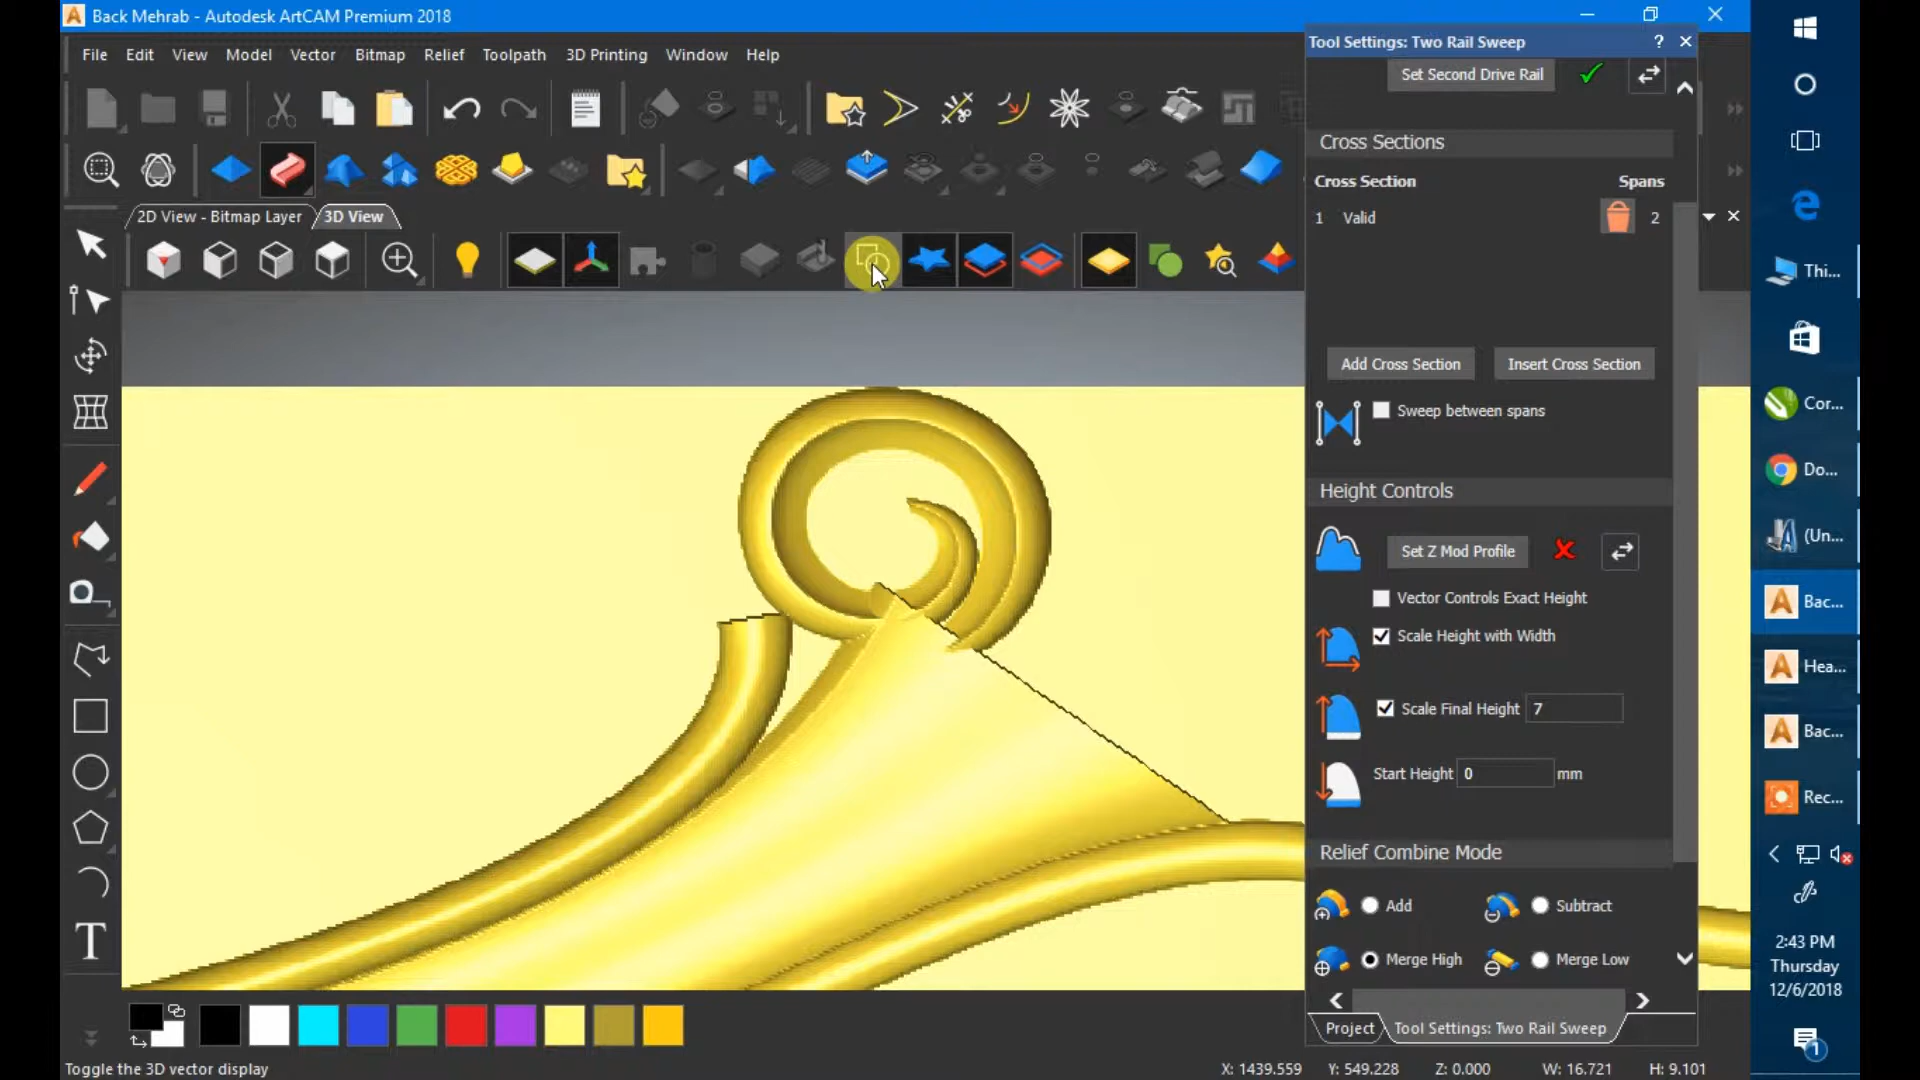 Back Mehrab - Autodesk ArtCAM Premium 2018
File Edit View Model Vector Bitmap Relief Toolpath 3D Printing Window Help
2D View - Bitmap Layer
3D View
Tool Settings: Two Rail Sweep
?
Set Second Drive Rail
Cross Sections
Cross Section Spans
1 Valid 2
Add Cross Section
Insert Cross Section
Sweep between spans
Height Controls
Set Z Mod Profile
Vector Controls Exact Height
Scale Height with Width
Scale Final Height 7
Start Height 0 mm
Relief Combine Mode
Add
Subtract
Merge High
Merge Low
Project
Tool Settings: Two Rail Sweep
T
Toggle the 3D vector display
X: 1439.559 Y: 549.228 Z: 0.000 W: 16.721 H: 9.101
Thi...
Cor...
Do...
(Un...
Bac...
Hea...
Bac...
Rec...
2:43 PM
Thursday
12/6/2018
1